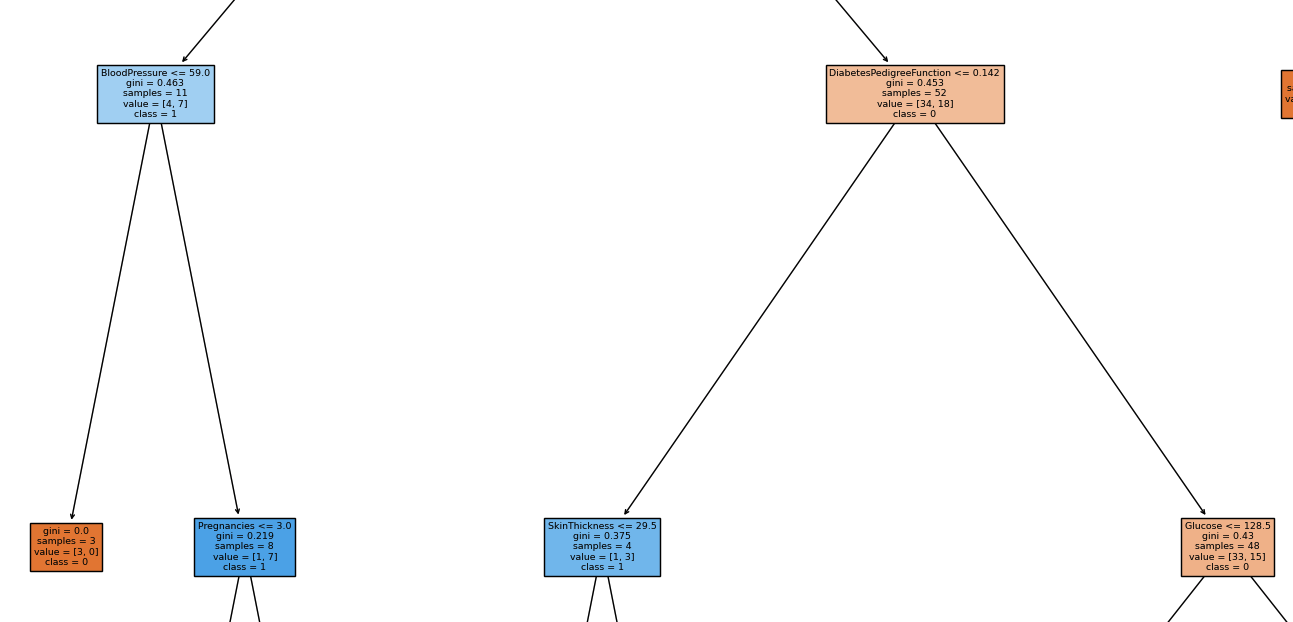 BloodPressure <= 59.0
gini = 0.463
samples = 11
value = [4, 7]
class = 1
DiabetesPedigreeFunction <= 0.142
gini = 0.453
samples = 52
value = [34, 18]
class = 0
gini = 0.0
samples = 3
value = [3, 0]
class = 0
Pregnancies <= 3.0
gini = 0.219
samples = 8
value = [1, 7]
class = 1
SkinThickness <= 29.5
gini = 0.375
samples = 4
value = [1, 3]
class = 1
Glucose <= 128.5
gini = 0.43
samples = 48
value = [33, 15]
class = 0